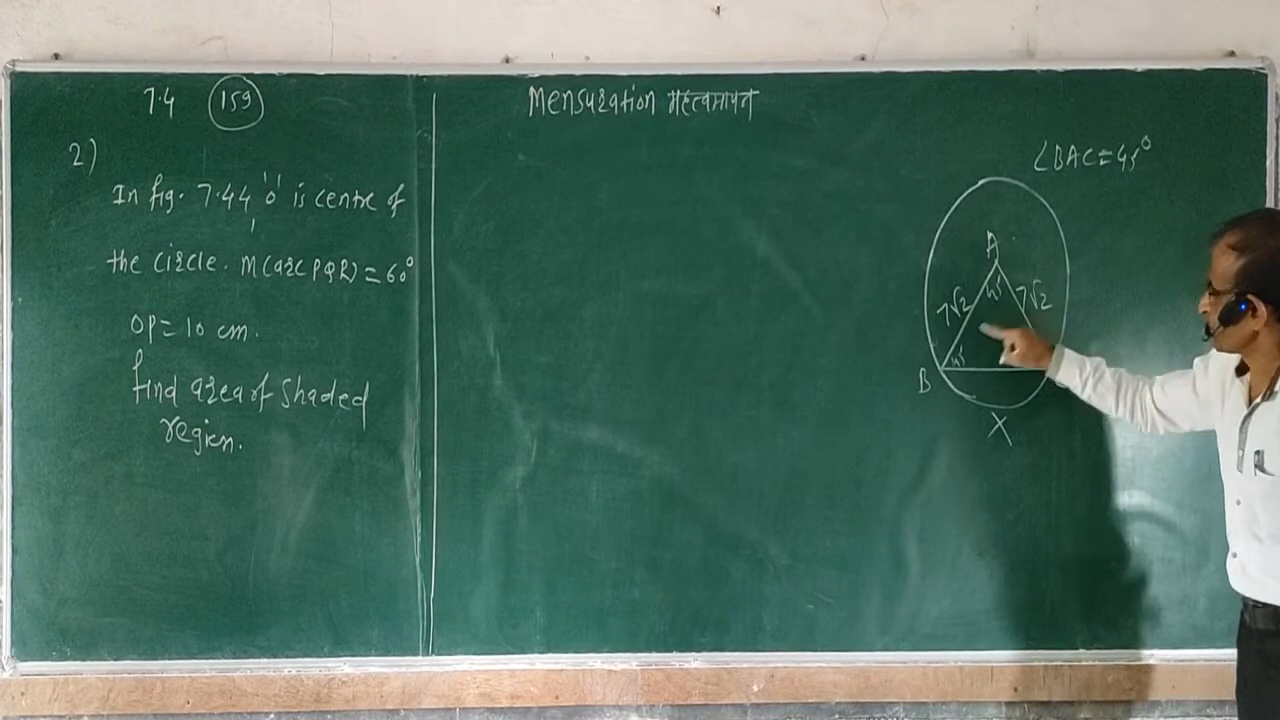 7.4 159
Mensuration महत्वमापन
2)
In fig. 7.44 'o' is centre of
the circle. m(arc PQR) = 60°
OP = 10 cm.
find area of shaded
region.
∠BAC = 45°
A
45°
7√2 7√2
45°
B
X